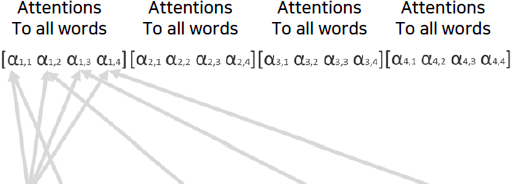 Attentions Attentions Attentions Attentions
To all words To all words To all words To all words
[α1,1 α1,2 α1,3 α1,4] [α2,1 α2,2 α2,3 α2,4] [α3,1 α3,2 α3,3 α3,4] [α4,1 α4,2 α4,3 α4,4]